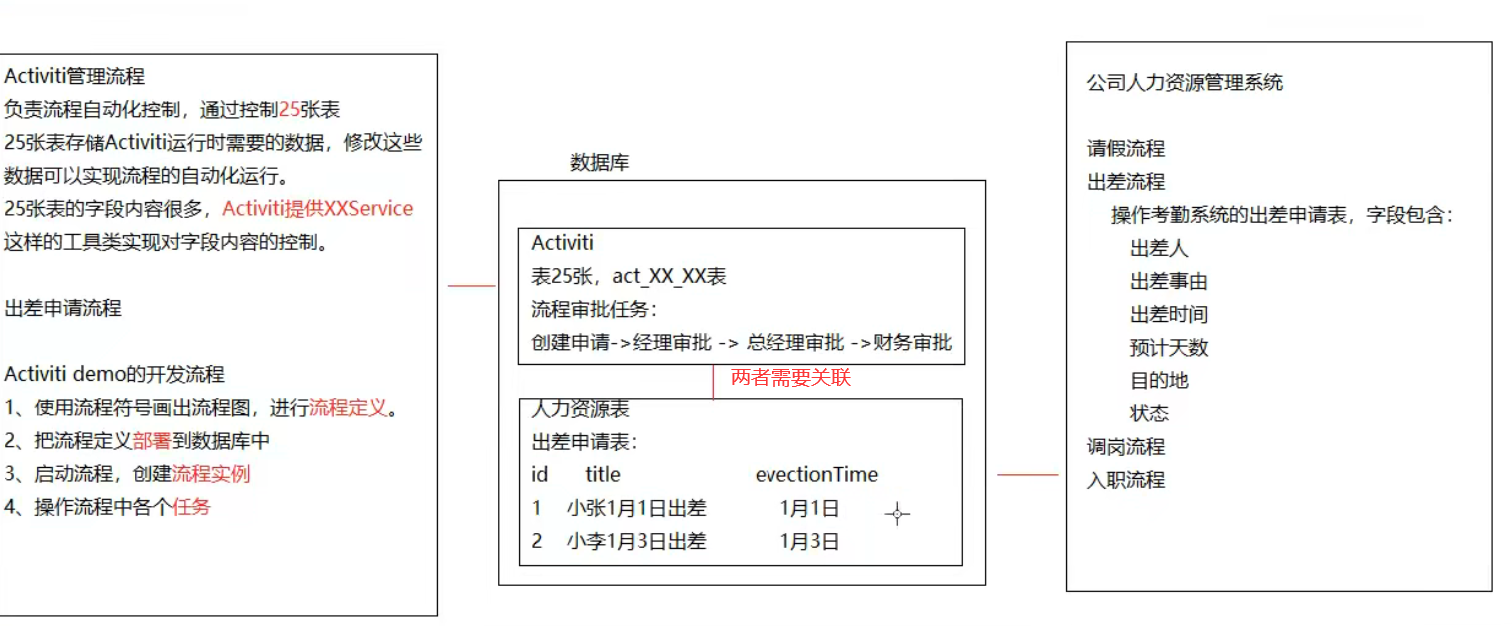 Activiti管理流程
负责流程自动化控制，通过控制25张表
25张表存储Activiti运行时需要的数据，修改这些
数据可以实现流程的自动化运行。
25张表的字段内容很多，Activiti提供XXService
这样的工具类实现对字段内容的控制。
出差申请流程
Activiti demo的开发流程
1、使用流程符号画出流程图，进行流程定义。
2、把流程定义部署到数据库中
3、启动流程，创建流程实例
4、操作流程中各个任务
数据库
Activiti
表25张，act_XX_XX表
流程审批任务：
创建申请->经理审批 -> 总经理审批 ->财务审批
两者需要关联
人力资源表
出差申请表：
id title evectionTime
1 小张1月1日出差 1月1日
2 小李1月3日出差 1月3日
公司人力资源管理系统
请假流程
出差流程
操作考勤系统的出差申请表，字段包含：
出差人
出差事由
出差时间
预计天数
目的地
状态
调岗流程
入职流程